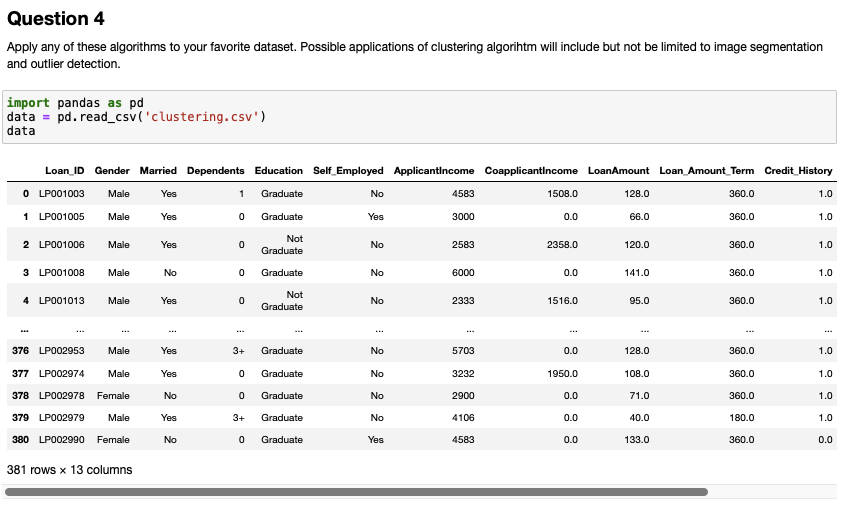 Question 4
Apply any of these algorithms to your favorite dataset. Possible applications of clustering algorihtm will include but not be limited to image segmentation
and outlier detection.
import pandas as pd
data = pd.read_csv('clustering.csv')
data
Loan_ID Gender Married Dependents Education Self_Employed ApplicantIncome CoapplicantIncome LoanAmount Loan_Amount_Term Credit_History
0 LP001003 Male Yes 1 Graduate No 4583 1508.0 128.0 360.0 1.0
1 LP001005 Male Yes 0 Graduate Yes 3000 0.0 66.0 360.0 1.0
2 LP001006 Male Yes 0 Not Graduate No 2583 2358.0 120.0 360.0 1.0
3 LP001008 Male No 0 Graduate No 6000 0.0 141.0 360.0 1.0
4 LP001013 Male Yes 0 Not Graduate No 2333 1516.0 95.0 360.0 1.0
... ... ... ... ... ... ... ... ... ... ... ...
376 LP002953 Male Yes 3+ Graduate No 5703 0.0 128.0 360.0 1.0
377 LP002974 Male Yes 0 Graduate No 3232 1950.0 108.0 360.0 1.0
378 LP002978 Female No 0 Graduate No 2900 0.0 71.0 360.0 1.0
379 LP002979 Male Yes 3+ Graduate No 4106 0.0 40.0 180.0 1.0
380 LP002990 Female No 0 Graduate Yes 4583 0.0 133.0 360.0 0.0
381 rows × 13 columns